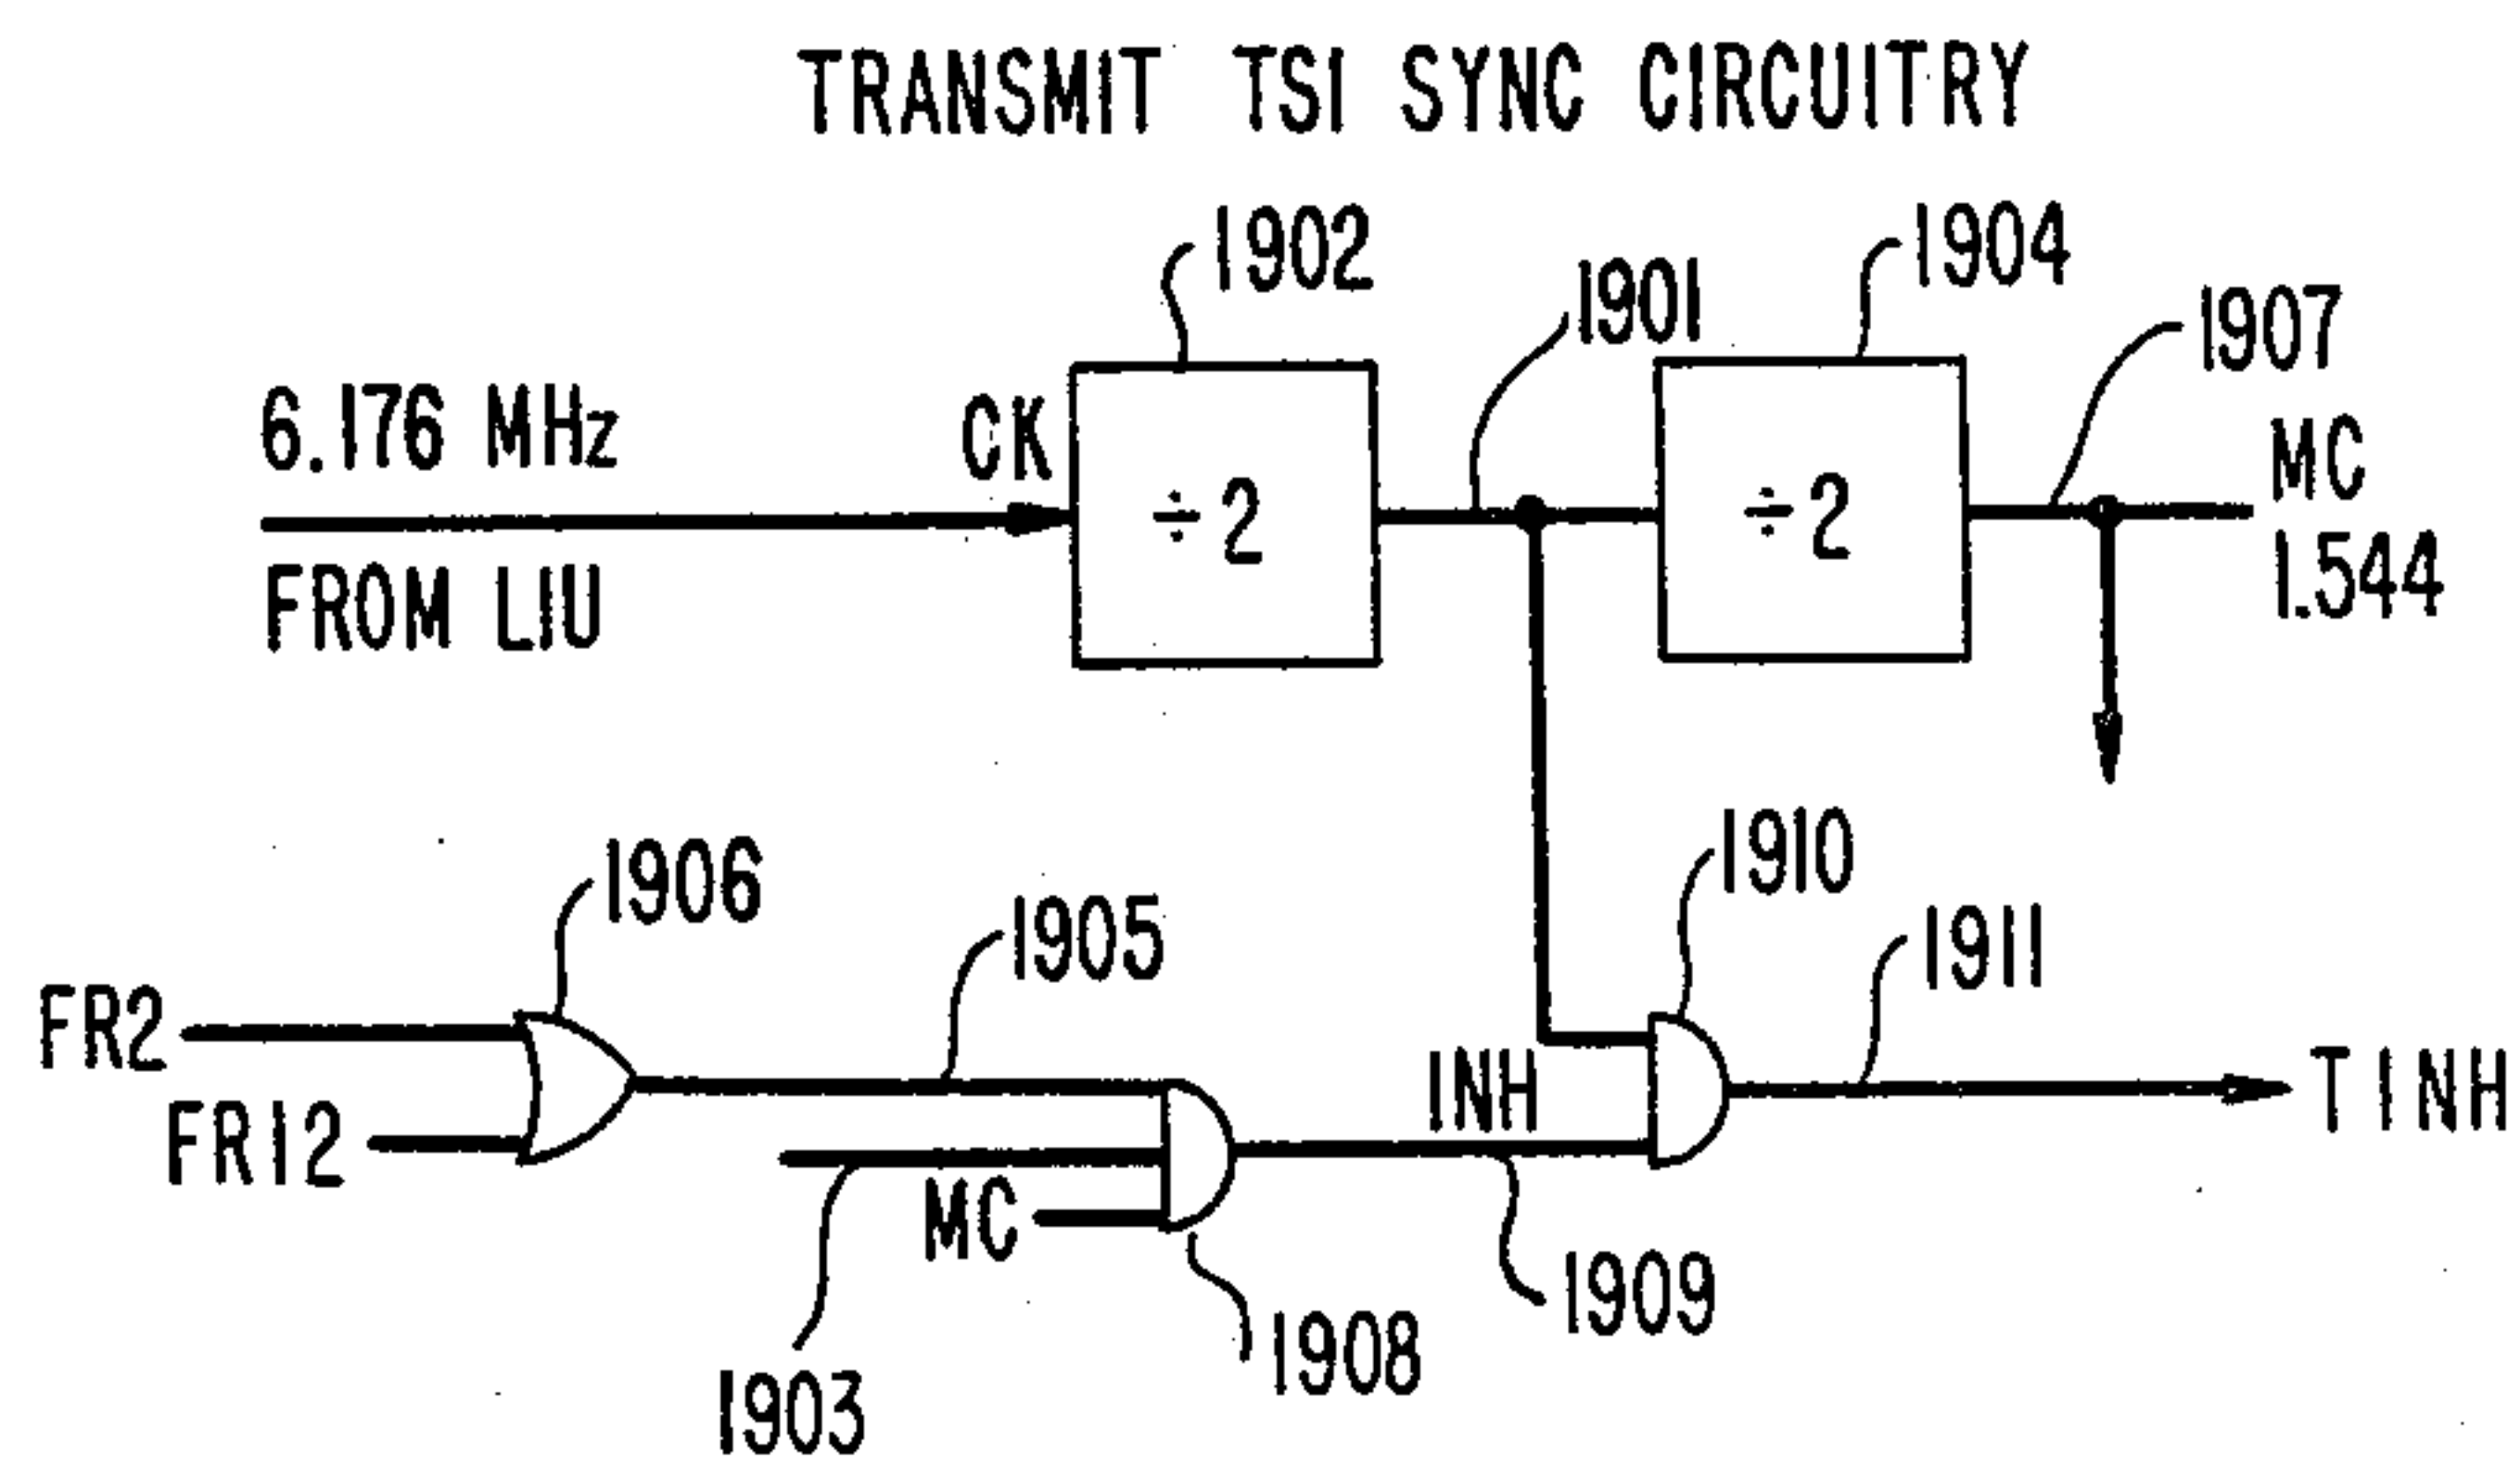 TRANSMIT TSI SYNC CIRCUITRY
1902
1904
1901
1907
6.176 MHz
CK
MC
÷2
÷2
FROM LIU
1.544
1906
1910
1905
1911
FR2
INH
TINH
FR12
MC
1909
1908
1903